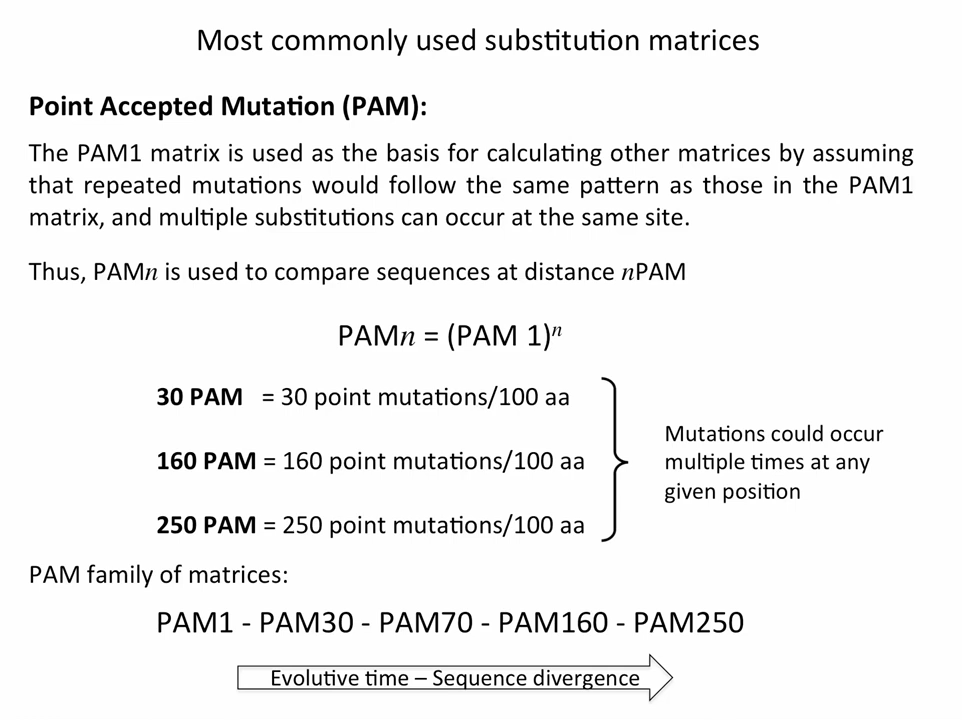 Most commonly used substitution matrices
Point Accepted Mutation (PAM):
The PAM1 matrix is used as the basis for calculating other matrices by assuming
that repeated mutations would follow the same pattern as those in the PAM1
matrix, and multiple substitutions can occur at the same site.
Thus, PAMn is used to compare sequences at distance nPAM
PAMn = (PAM 1)ⁿ
30 PAM = 30 point mutations/100 aa
160 PAM = 160 point mutations/100 aa
250 PAM = 250 point mutations/100 aa
Mutations could occur
multiple times at any
given position
PAM family of matrices:
PAM1 - PAM30 - PAM70 - PAM160 - PAM250
Evolutive time – Sequence divergence